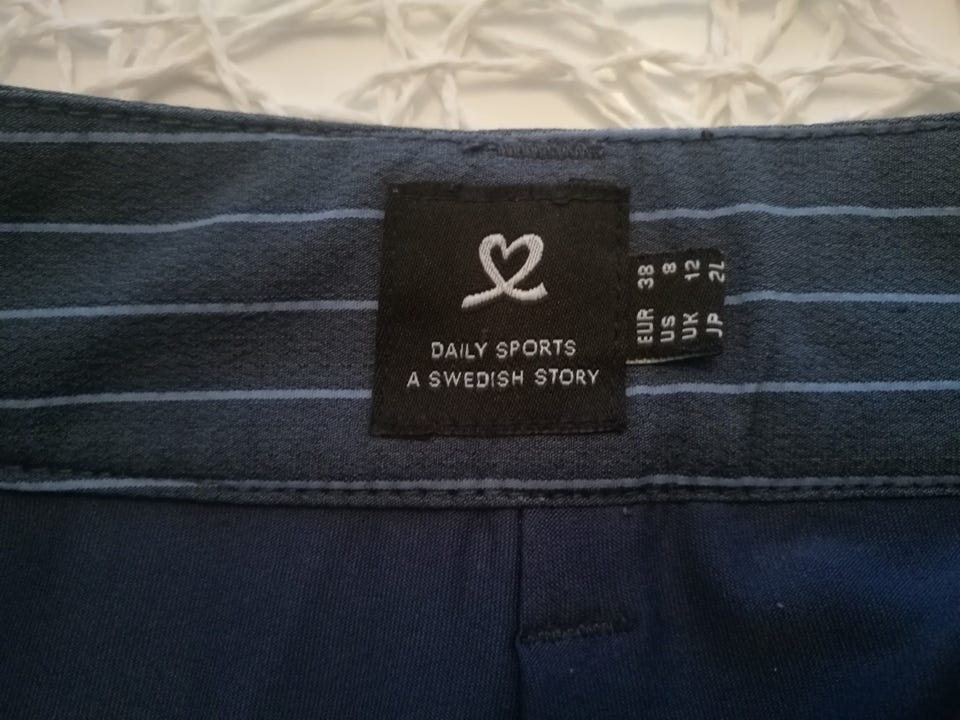 DAILY SPORTS
A SWEDISH STORY
EUR 38
US 8
UK 12
JP 2L